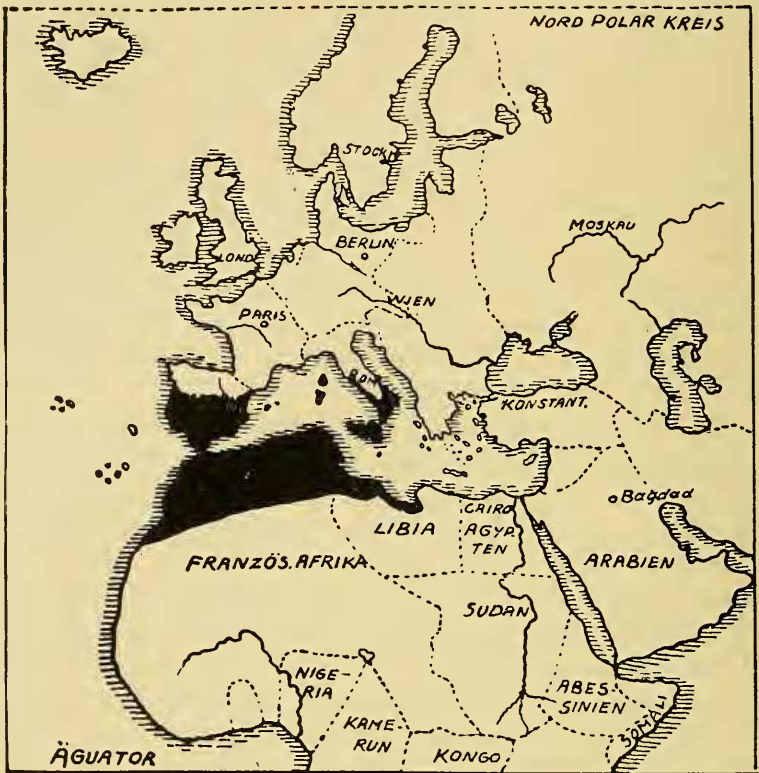 NORD POLAR KREIS
STOCKH
MOSKAU
BERLIN
LOND
WIEN
PARIS
ROM
KONSTANT.
Bagdad
CAIRO
LIBIA
ÄGYP.
TEN
FRANZÖS. AFRIKA
ARABIEN
SUDAN
NIGE-
RIA
ABES-
SINIEN
SOMALI
KAME-
RUN
KONGO
ÄGUATOR